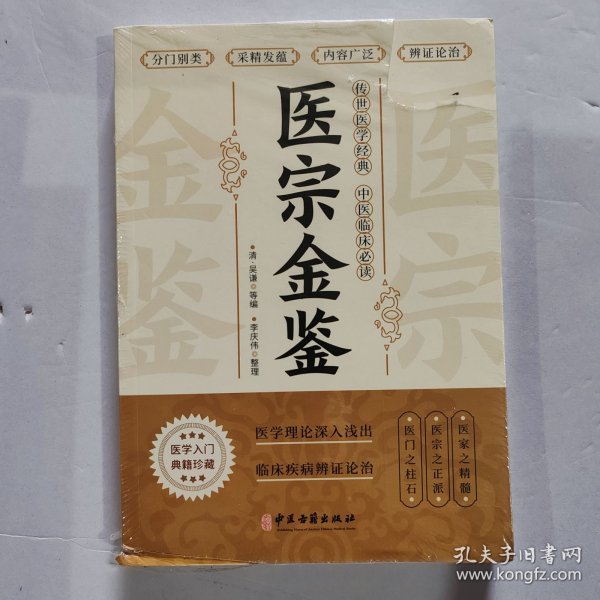 分门别类
采精发蕴
内容广泛
辨证论治
医宗金鉴
传世医学经典 中医临床必读
清·吴谦 等编
李庆伟 整理
医宗
金鉴
医学理论深入浅出
临床疾病辨证论治
医家之精髓
医宗之正派
医门之柱石
医学入门
典籍珍藏
中医古籍出版社
孔夫子旧书网
www.kongfz.com